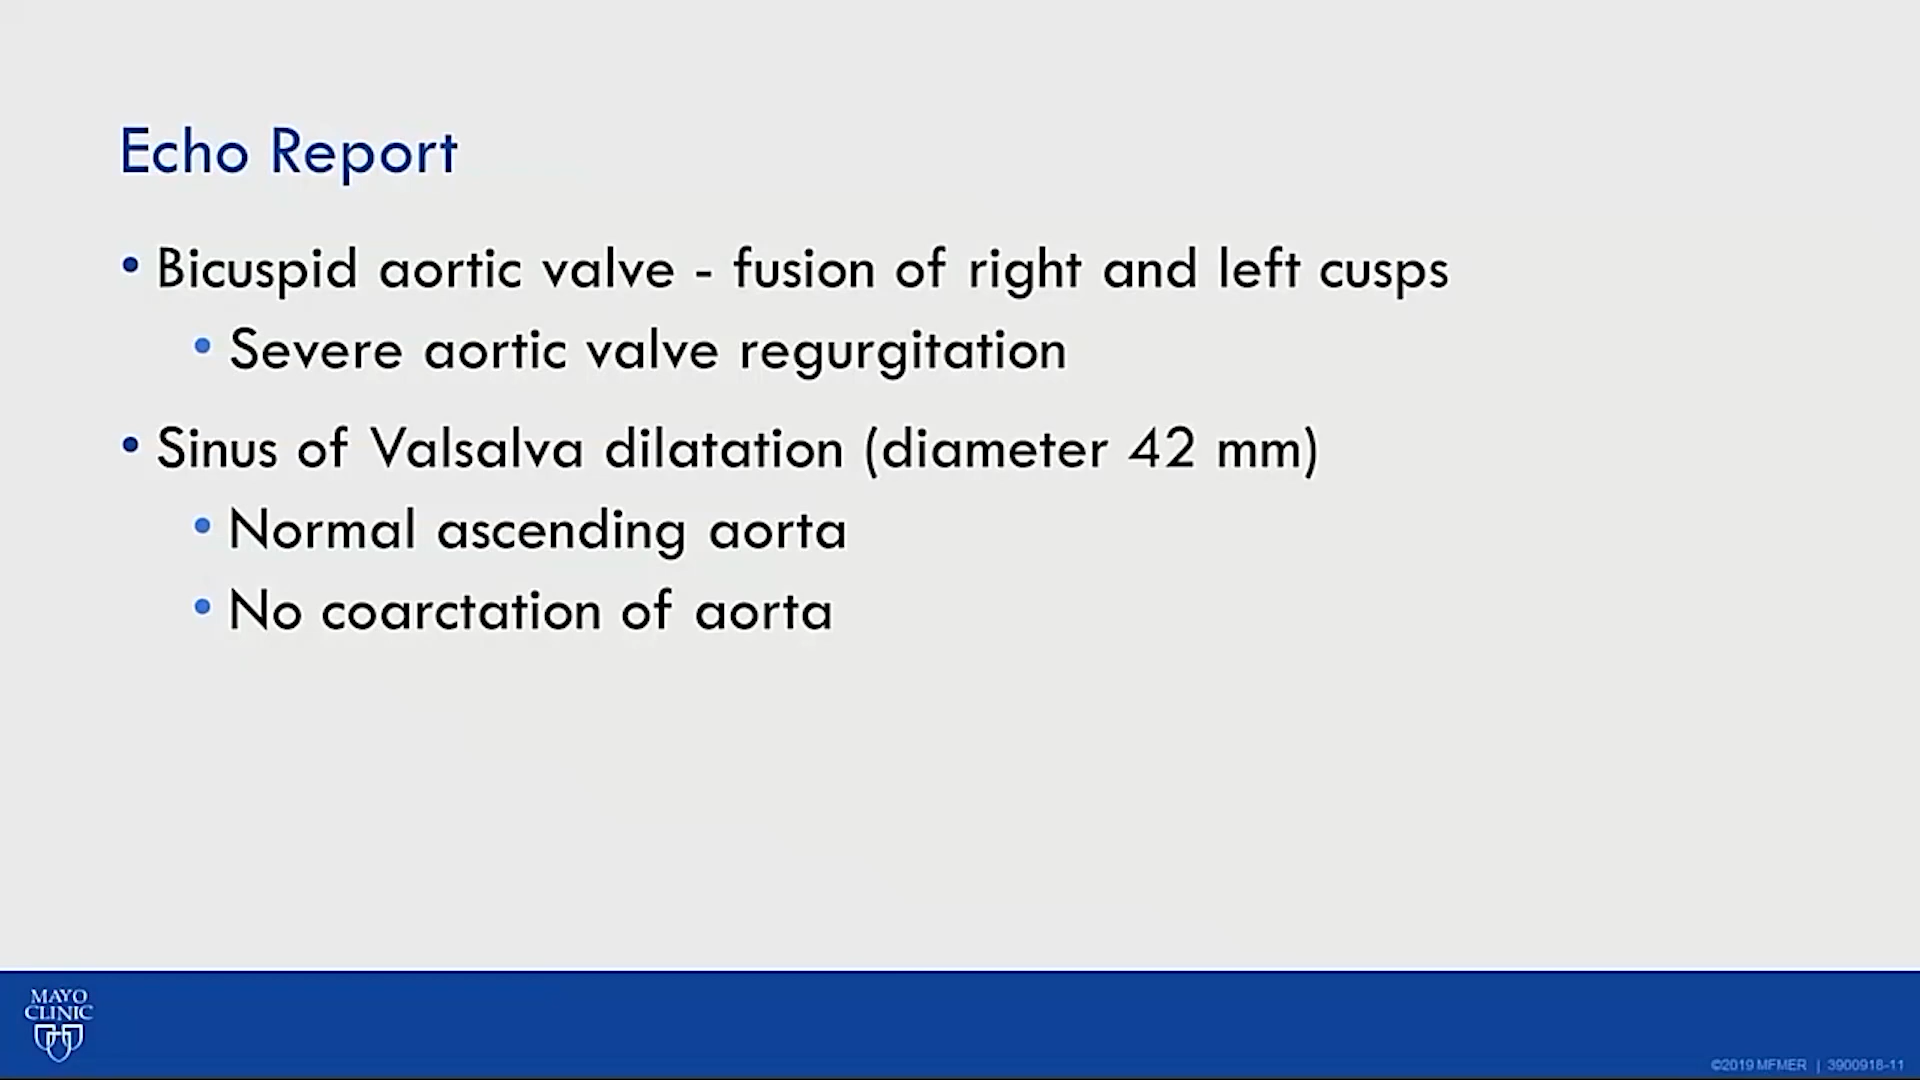 Echo Report
• Bicuspid aortic valve - fusion of right and left cusps
• Severe aortic valve regurgitation
• Sinus of Valsalva dilatation (diameter 42 mm)
• Normal ascending aorta
• No coarctation of aorta
MAYO
CLINIC
©2019 MFMER | 3900918-11